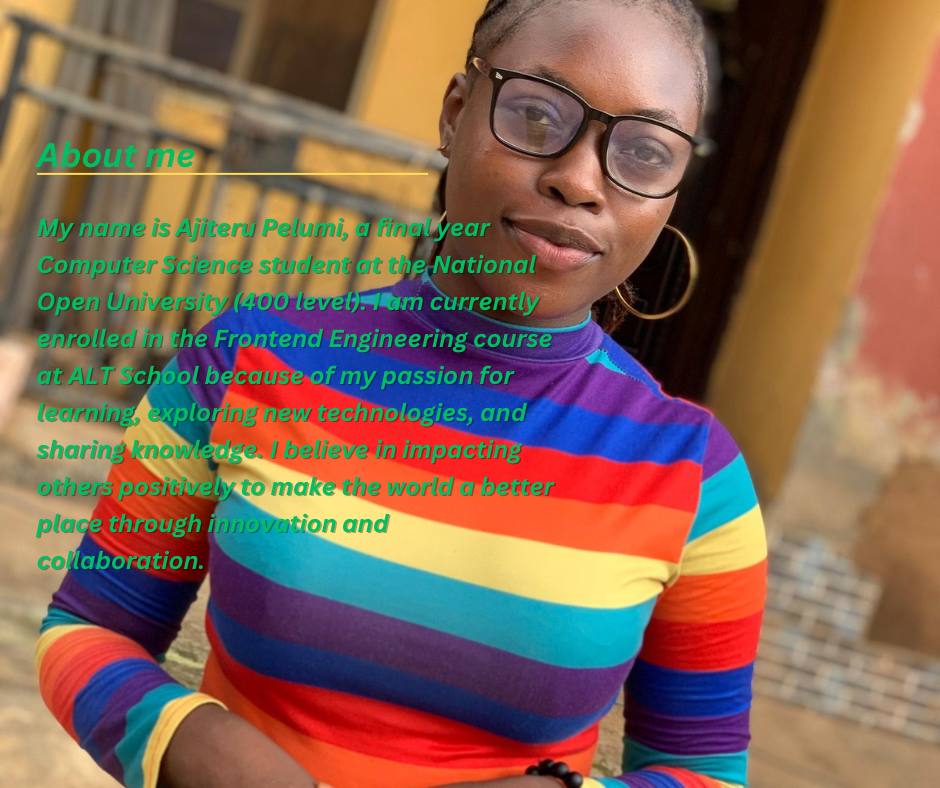 About me
My name is Ajiteru Pelumi, a final year
Computer Science student at the National
Open University (400 level). I am currently
enrolled in the Frontend Engineering course
at ALT School because of my passion for
learning, exploring new technologies, and
sharing knowledge. I believe in impacting
others positively to make the world a better
place through innovation and
collaboration.